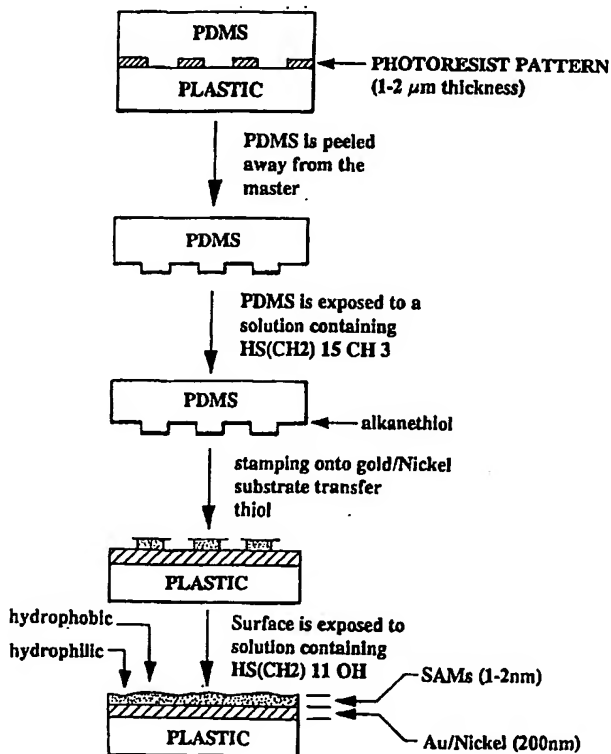 PDMS
PHOTORESIST PATTERN
(1-2 μm thickness)
PLASTIC
PDMS is peeled
away from the
master
PDMS
PDMS is exposed to a
solution containing
HS(CH2) 15 CH 3
PDMS
alkanethiol
stamping onto gold/Nickel
substrate transfer
thiol
PLASTIC
hydrophobic
hydrophilic
Surface is exposed to
solution containing
HS(CH2) 11 OH
SAMs (1-2nm)
Au/Nickel (200nm)
PLASTIC